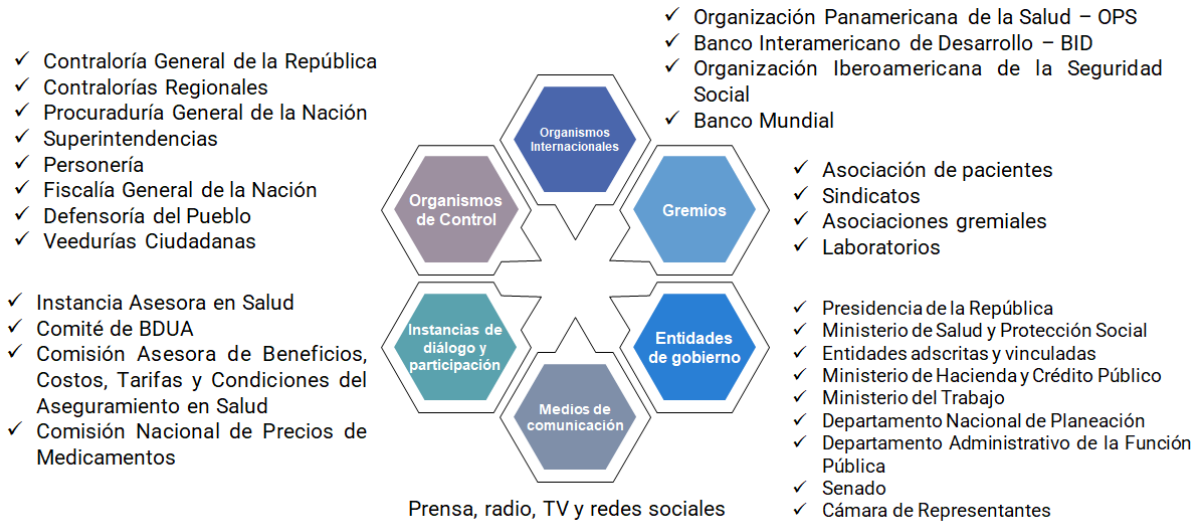 Organización Panamericana de la Salud – OPS
Banco Interamericano de Desarrollo – BID
Organización Iberoamericana de la Seguridad
Social
Banco Mundial
Contraloría General de la República
Contralorías Regionales
Procuraduría General de la Nación
Superintendencias
Personería
Fiscalía General de la Nación
Defensoría del Pueblo
Veedurías Ciudadanas
Organismos
Internacionales
Organismos
de Control
Gremios
Asociación de pacientes
Sindicatos
Asociaciones gremiales
Laboratorios
Instancia Asesora en Salud
Comité de BDUA
Comisión Asesora de Beneficios,
Costos, Tarifas y Condiciones del
Aseguramiento en Salud
Comisión Nacional de Precios de
Medicamentos
Instancias de
diálogo y
participación
Entidades
de gobierno
Medios de
comunicación
Presidencia de la República
Ministerio de Salud y Protección Social
Entidades adscritas y vinculadas
Ministerio de Hacienda y Crédito Público
Ministerio del Trabajo
Departamento Nacional de Planeación
Departamento Administrativo de la Función
Pública
Senado
Cámara de Representantes
Prensa, radio, TV y redes sociales